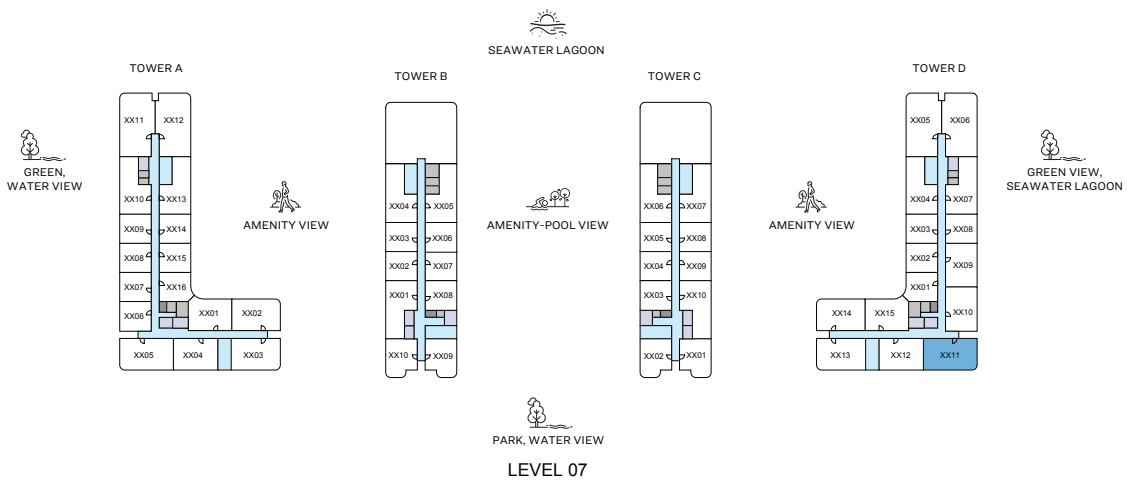 SEAWATER LAGOON
TOWER A
TOWER B
TOWER C
TOWER D
XX11 XX12
XX05 XX06
GREEN,
WATER VIEW
GREEN VIEW,
SEAWATER LAGOON
AMENITY VIEW
AMENITY-POOL VIEW
AMENITY VIEW
XX10 XX13
XX09 XX14
XX08 XX15
XX07 XX16
XX06
XX01 XX02
XX05 XX04 XX03
XX04 XX05
XX03 XX06
XX02 XX07
XX01 XX08
XX10 XX09
XX06 XX07
XX05 XX08
XX04 XX09
XX03 XX10
XX02 XX01
XX04 XX07
XX03 XX08
XX02 XX09
XX01
XX10
XX14 XX15
XX13 XX12 XX11
PARK, WATER VIEW
LEVEL 07